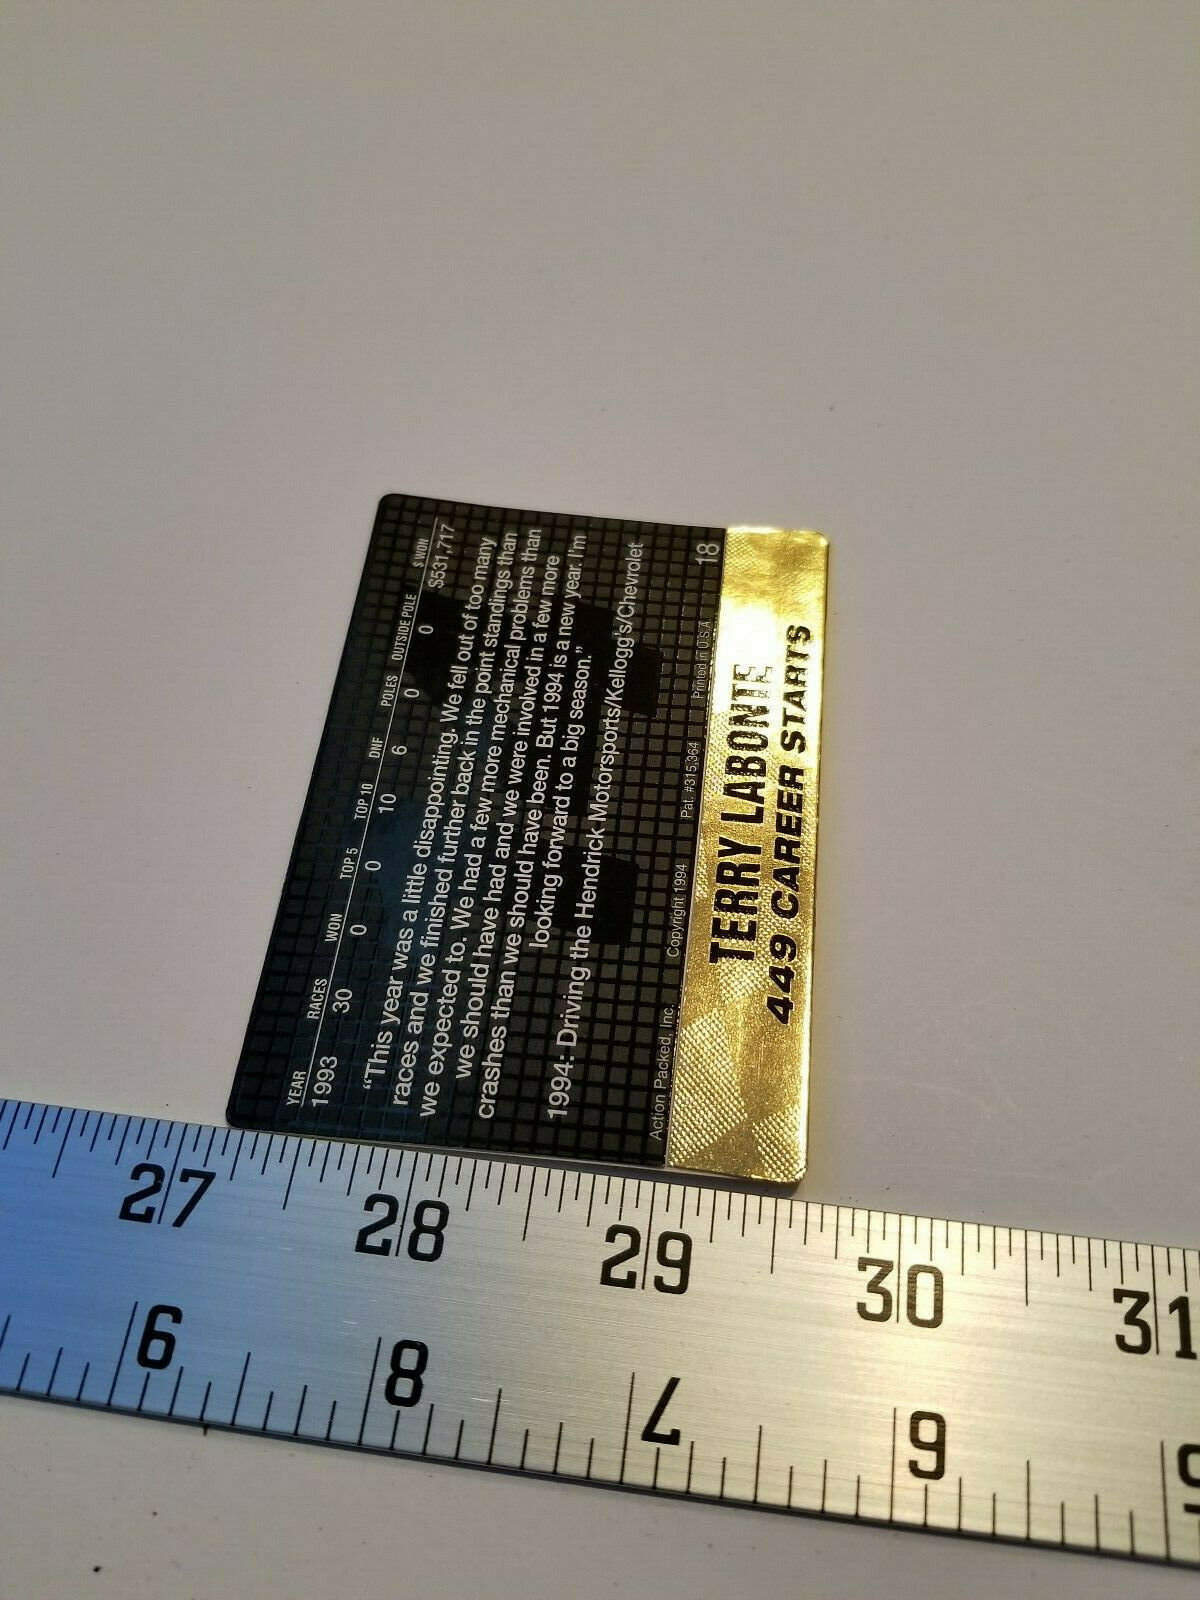 YEAR RACES WON TOP 5 TOP 10 DNF POLES OUTSIDE POLE $ WON
1993 30 0 0 10 6 0 0 $531,717
"This year was a little disappointing. We fell out of too many
races and we finished further back in the point standings than
we expected to. We had a few more mechanical problems than
we should have had and we were involved in a few more
crashes than we should have been. But 1994 is a new year. I'm
looking forward to a big season."
1994: Driving the Hendrick Motorsports/Kellogg's/Chevrolet
Action Packed, Inc. Copyright 1994 Pat. #315,364 Printed in U.S.A. 18
TERRY LABONTE
449 CAREER STARTS
27 28 29 30 31
9 8 7 6 5